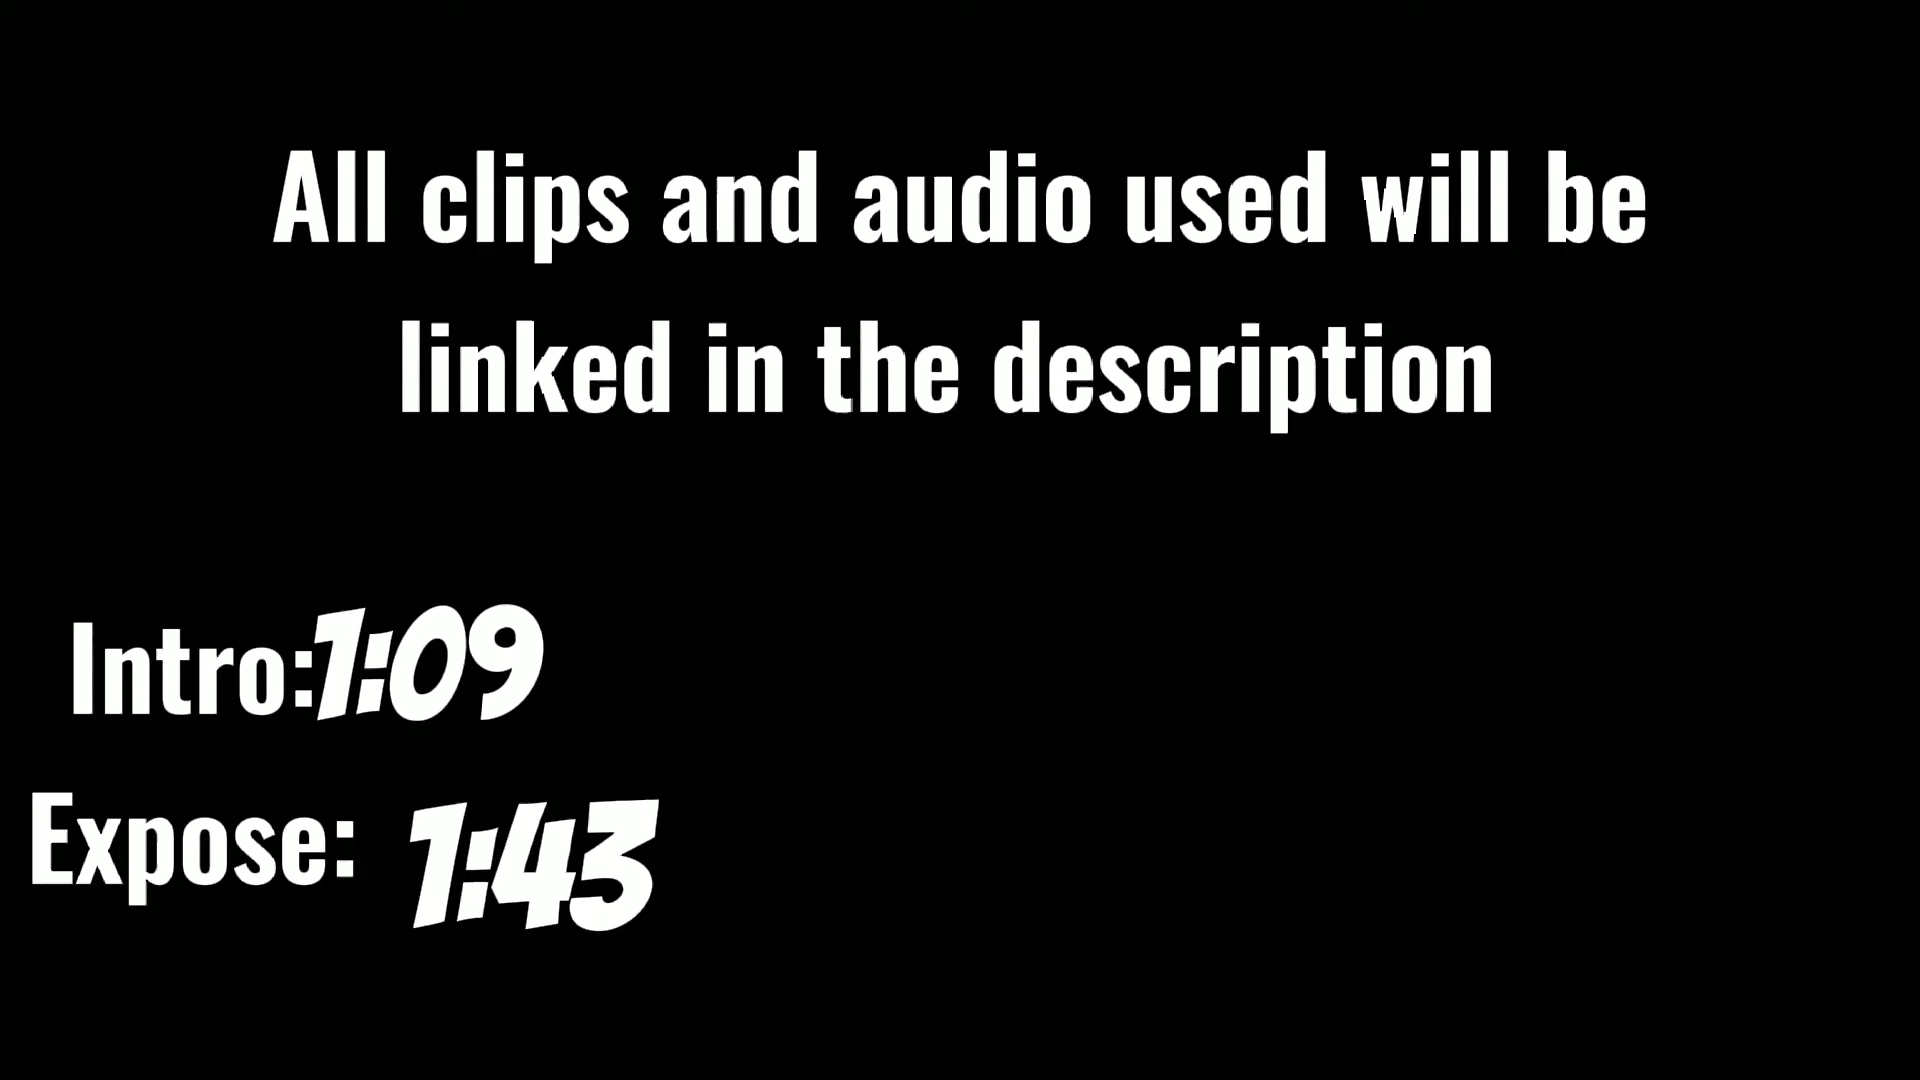 All clips and audio used will be
linked in the description
Intro:1:09
Expose: 1:43